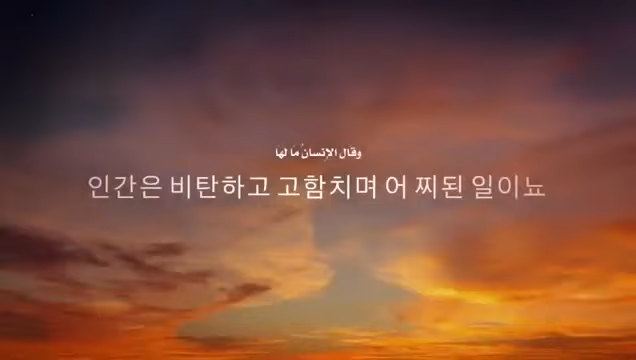 وقال الإنسان ما لها
인간은 비탄하고 고함치며 어 찌된 일이뇨